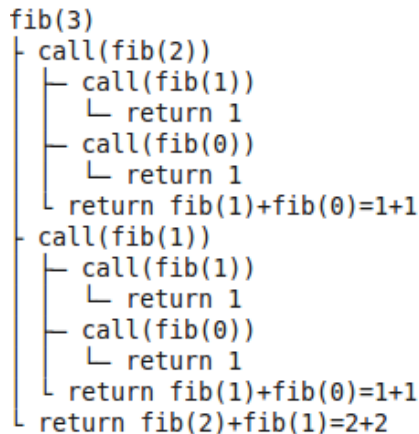 fib(3)
├ call(fib(2))
│ ├─ call(fib(1))
│ │  └─ return 1
│ ├─ call(fib(0))
│ │  └─ return 1
│ └ return fib(1)+fib(0)=1+1
├ call(fib(1))
│ ├─ call(fib(1))
│ │  └─ return 1
│ ├─ call(fib(0))
│ │  └─ return 1
│ └ return fib(1)+fib(0)=1+1
└ return fib(2)+fib(1)=2+2